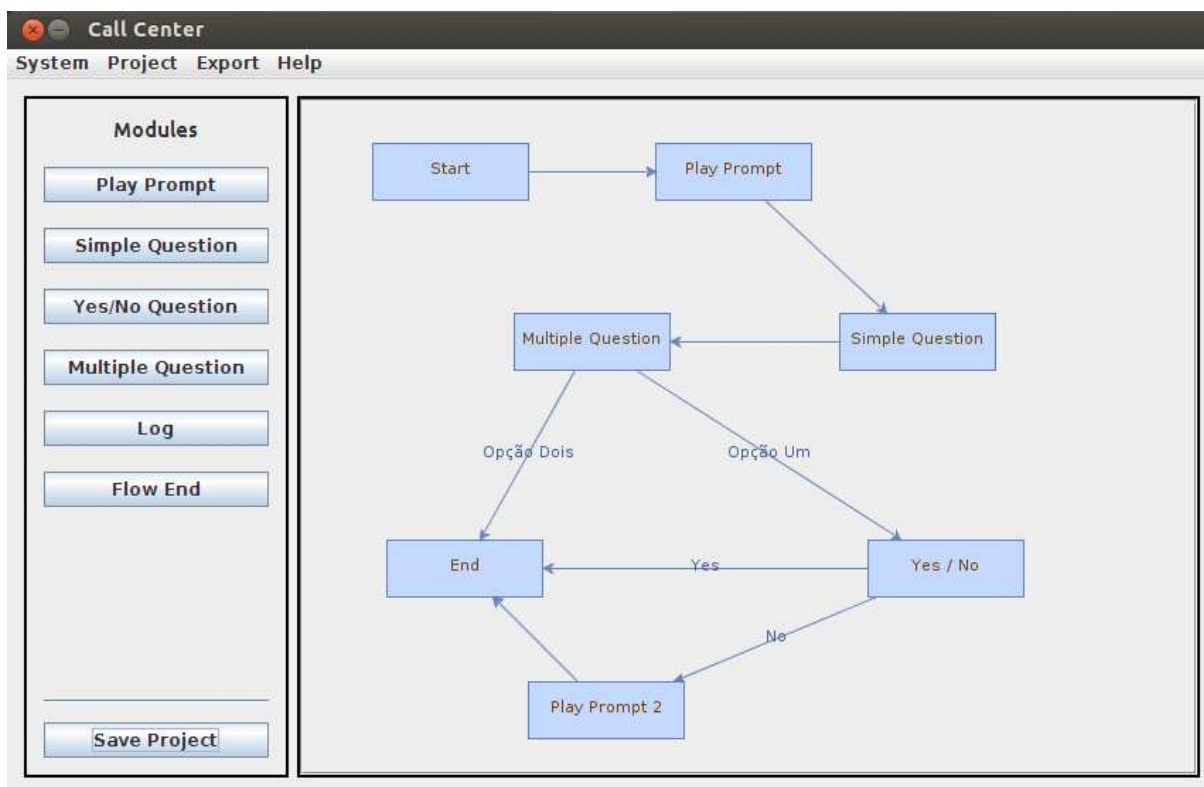 Call Center
System Project Export Help
Modules
Play Prompt
Simple Question
Yes/No Question
Multiple Question
Log
Flow End
Save Project
Start
Play Prompt
Multiple Question
Simple Question
Opção Dois
Opção Um
End
Yes
Yes / No
No
Play Prompt 2